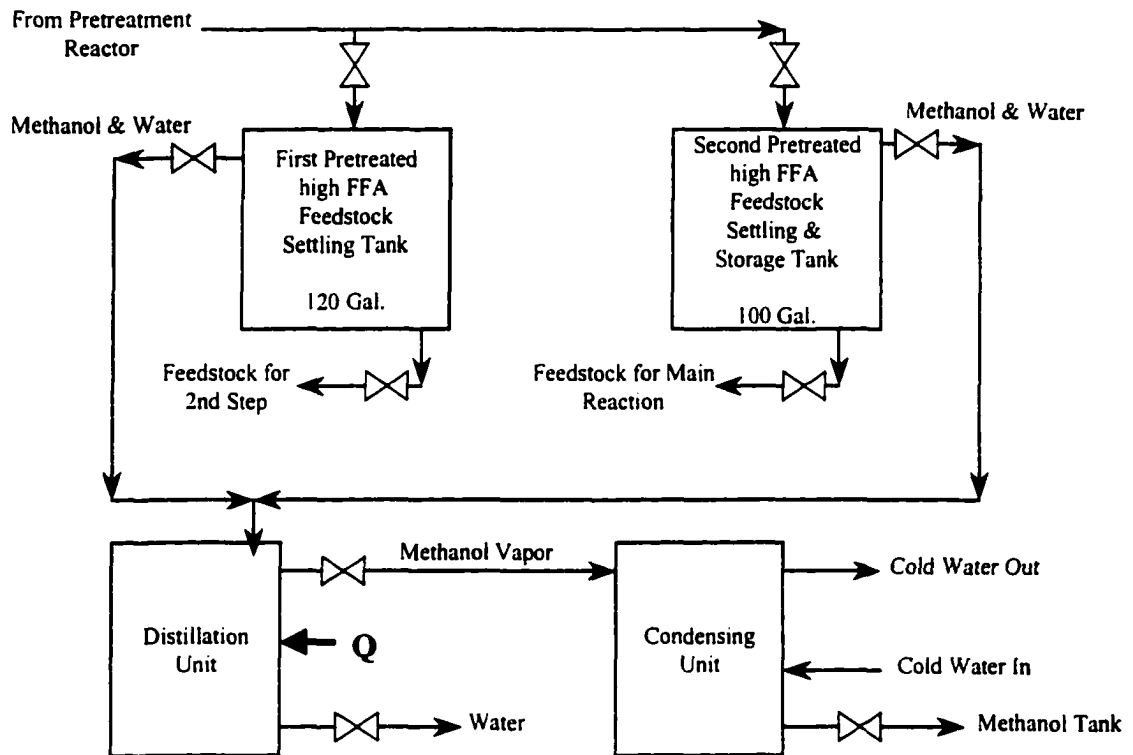 From Pretreatment
Reactor
Methanol & Water
Methanol & Water
First Pretreated
high FFA
Feedstock
Settling Tank
120 Gal.
Second Pretreated
high FFA
Feedstock
Settling &
Storage Tank
100 Gal.
Feedstock for
2nd Step
Feedstock for Main
Reaction
Methanol Vapor
Cold Water Out
Distillation
Unit
Q
Condensing
Unit
Cold Water In
Water
Methanol Tank